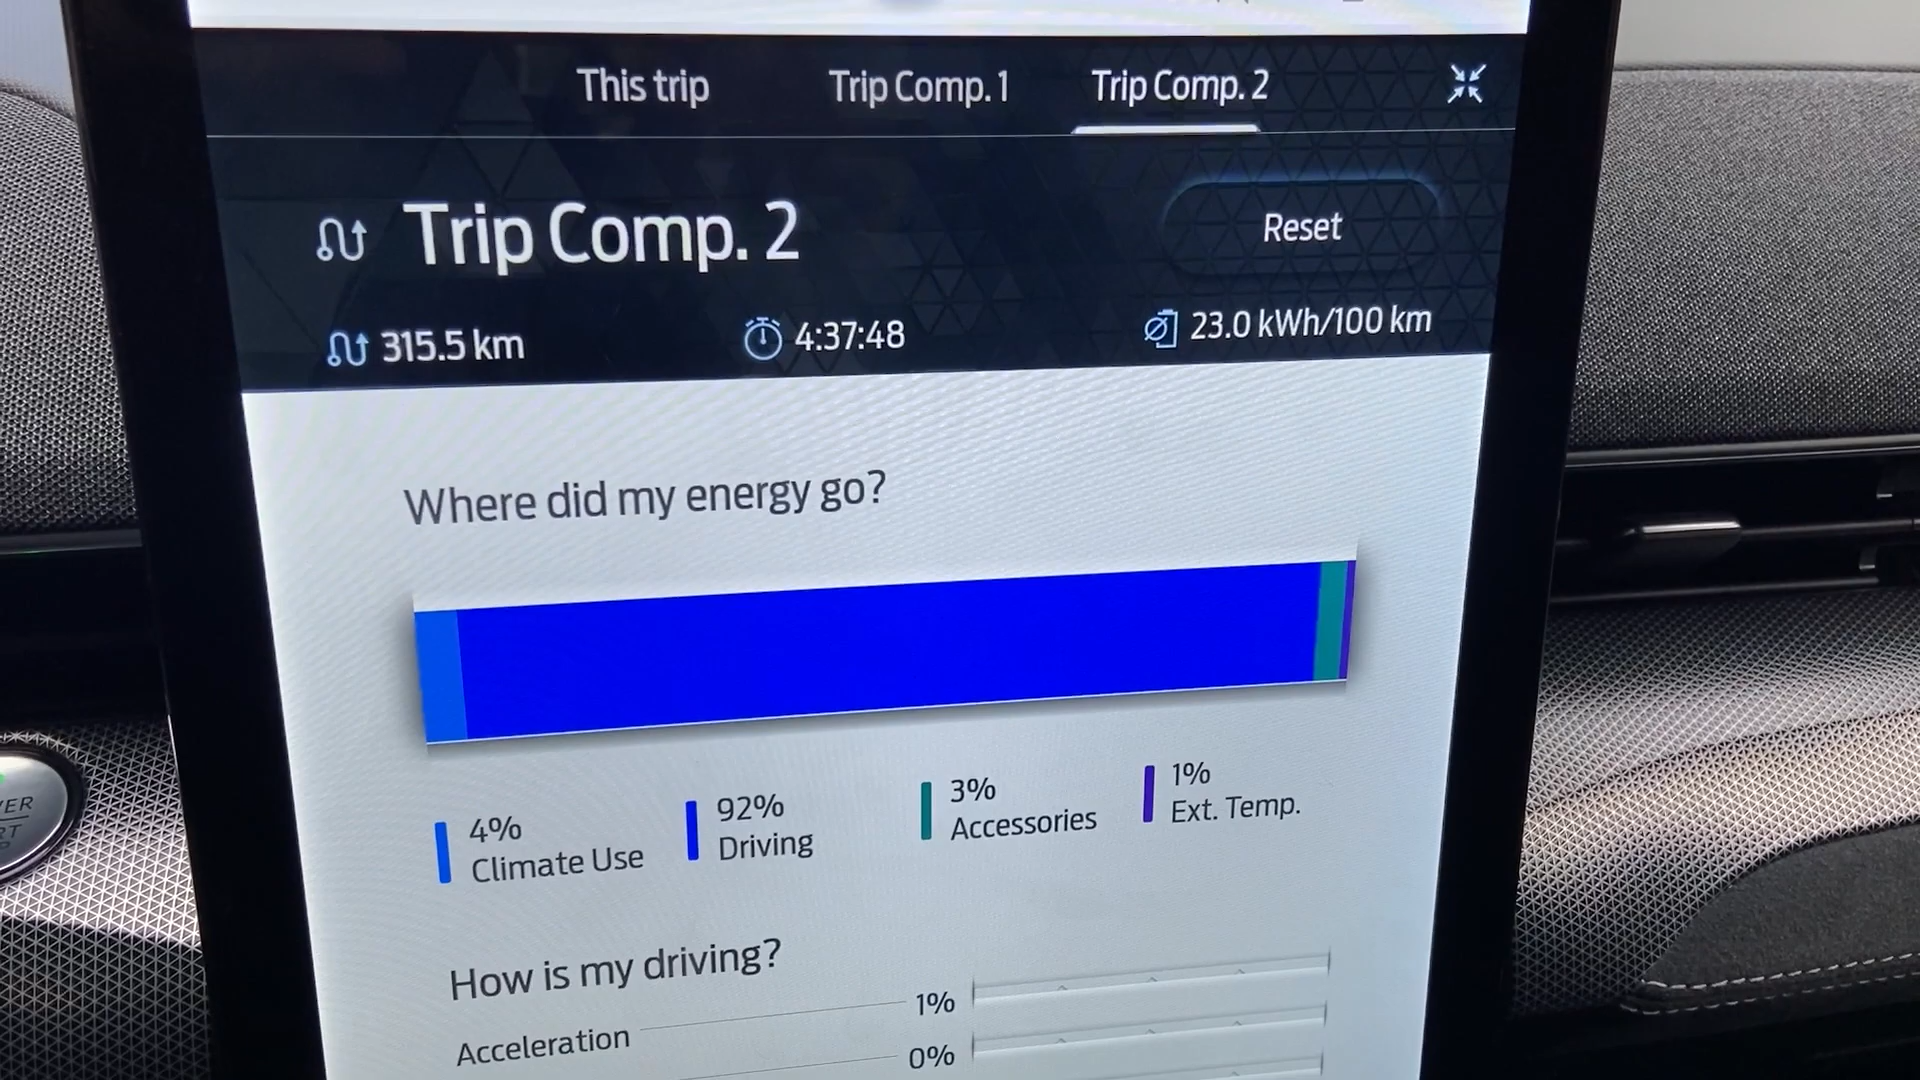 This trip Trip Comp. 1 Trip Comp. 2
Trip Comp. 2 Reset
315.5 km 4:37:48 23.0 kWh/100 km
Where did my energy go?
4% 92% 3% 1%
Climate Use Driving Accessories Ext. Temp.
How is my driving?
1%
Acceleration
0%